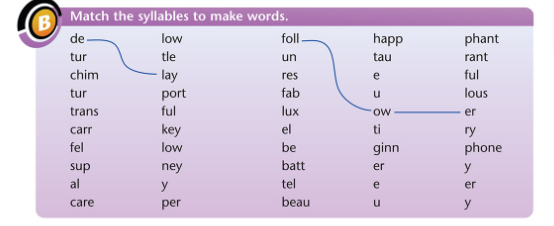 B Match the syllables to make words.
de low foll happ phant
tur tle un tau rant
chim lay res e ful
tur port fab u lous
trans ful lux ow er
carr key el ti ry
fel low be ginn phone
sup ney batt er y
al y tel e er
care per beau u y